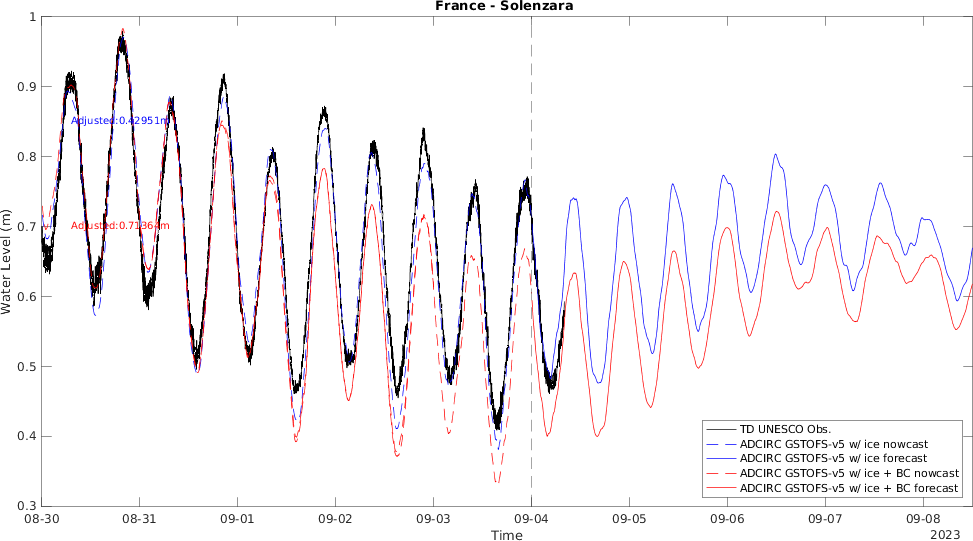 France - Solenzara
1
0.9
0.8
0.7
0.6
0.5
0.4
0.3
Water Level (m)
Adjusted:0.42951m
Adjusted:0.71364m
TD UNESCO Obs.
ADCIRC GSTOFS-v5 w/ ice nowcast
ADCIRC GSTOFS-v5 w/ ice forecast
ADCIRC GSTOFS-v5 w/ ice + BC nowcast
ADCIRC GSTOFS-v5 w/ ice + BC forecast
08-30 08-31 09-01 09-02 09-03 09-04 09-05 09-06 09-07 09-08
Time
2023